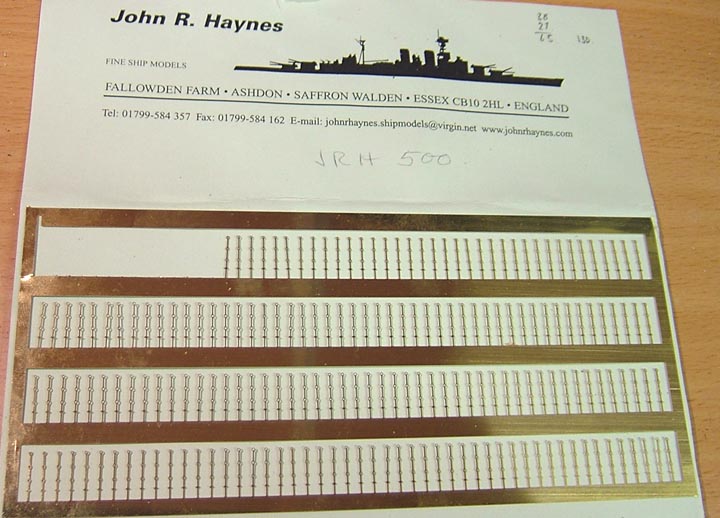 John R. Haynes
FINE SHIP MODELS
FALLOWDEN FARM • ASHDON • SAFFRON WALDEN • ESSEX CB10 2HL • ENGLAND
Tel: 01799-584 357 Fax: 01799-584 162 E-mail: johnrhaynes.shipmodels@virgin.net www.johnrhaynes.com
JRH 500.